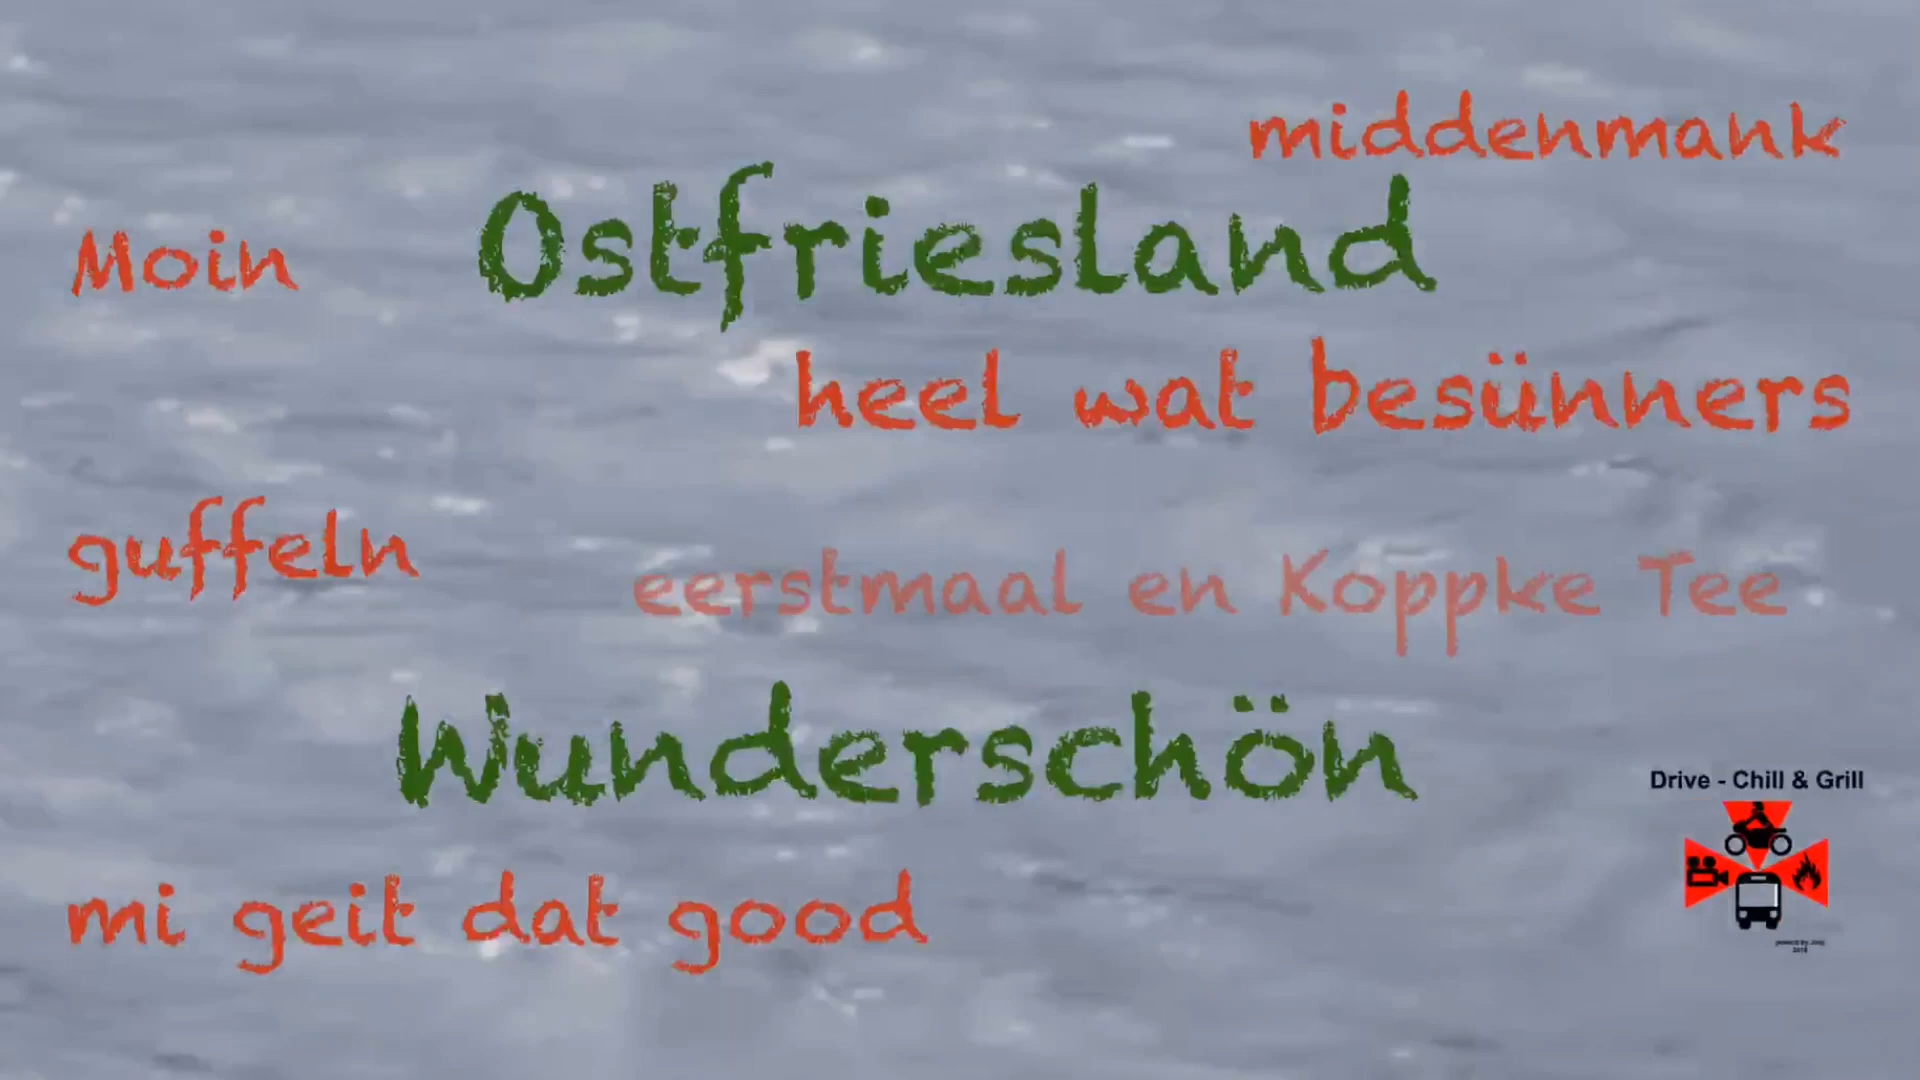 middenmank
Ostfriesland
Moin
heel wat besünners
guffeln
eerstmaal en Koppke Tee
Wunderschön
Drive - Chill & Grill
mi geit dat good